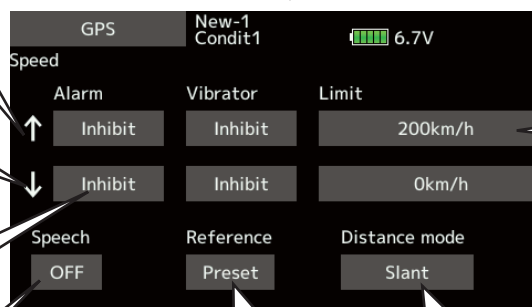 GPS
New-1
Condit1
6.7V
Speed
Alarm Vibrator Limit
↑ Inhibit Inhibit 200km/h
↓ Inhibit Inhibit 0km/h
Speech Reference Distance mode
OFF Preset Slant